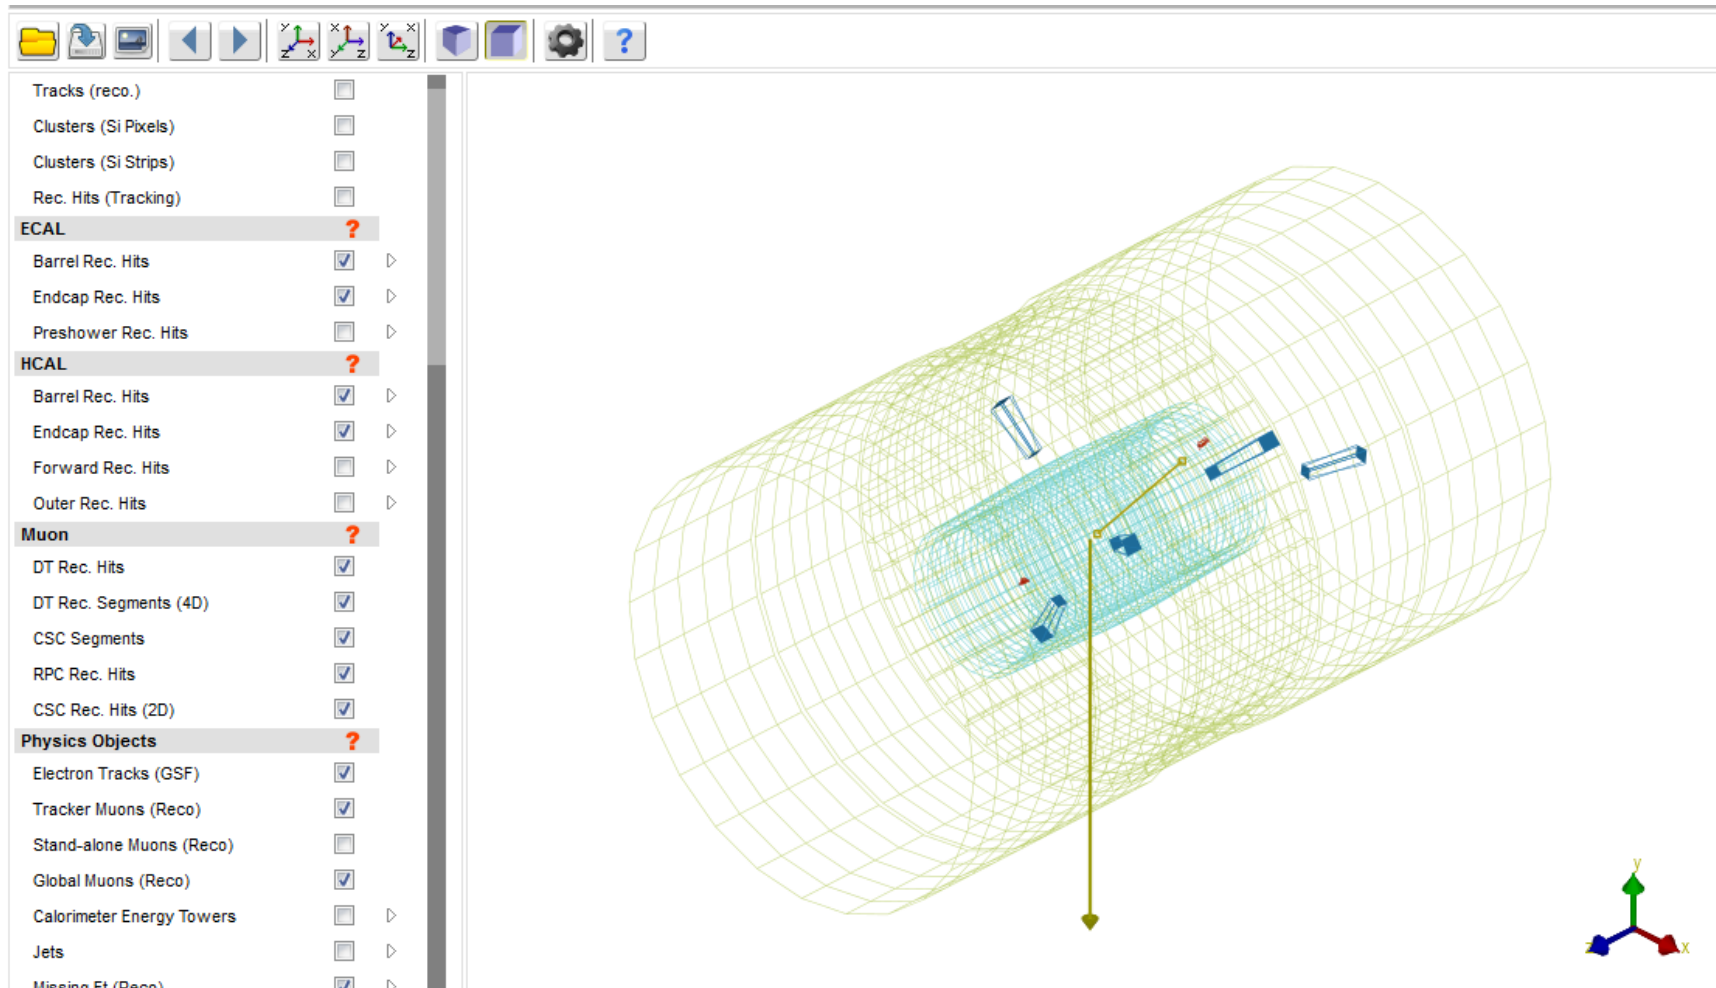 Y
Z X
X
Y Z
Y X
Z
?
Tracks (reco.)
Clusters (Si Pixels)
Clusters (Si Strips)
Rec. Hits (Tracking)
ECAL ?
Barrel Rec. Hits
Endcap Rec. Hits
Preshower Rec. Hits
HCAL ?
Barrel Rec. Hits
Endcap Rec. Hits
Forward Rec. Hits
Outer Rec. Hits
Muon ?
DT Rec. Hits
DT Rec. Segments (4D)
CSC Segments
RPC Rec. Hits
CSC Rec. Hits (2D)
Physics Objects ?
Electron Tracks (GSF)
Tracker Muons (Reco)
Stand-alone Muons (Reco)
Global Muons (Reco)
Calorimeter Energy Towers
Jets
Missing Et (Reco)
y
z x